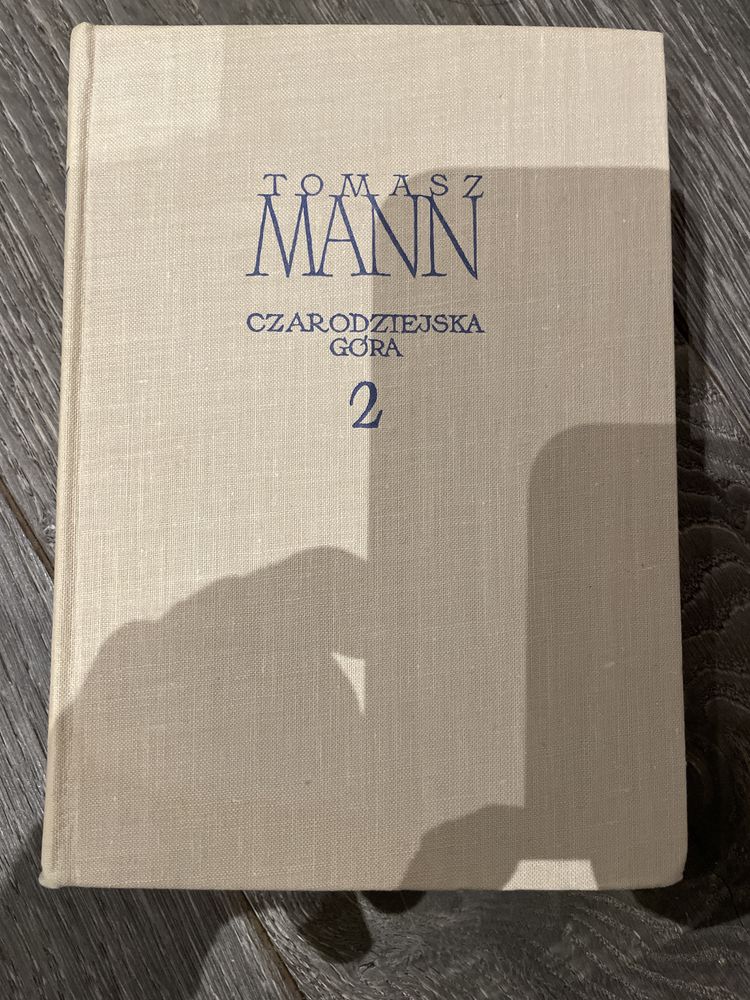 TOMASZ
MANN
CZARODZIEJSKA
GÓRA
2